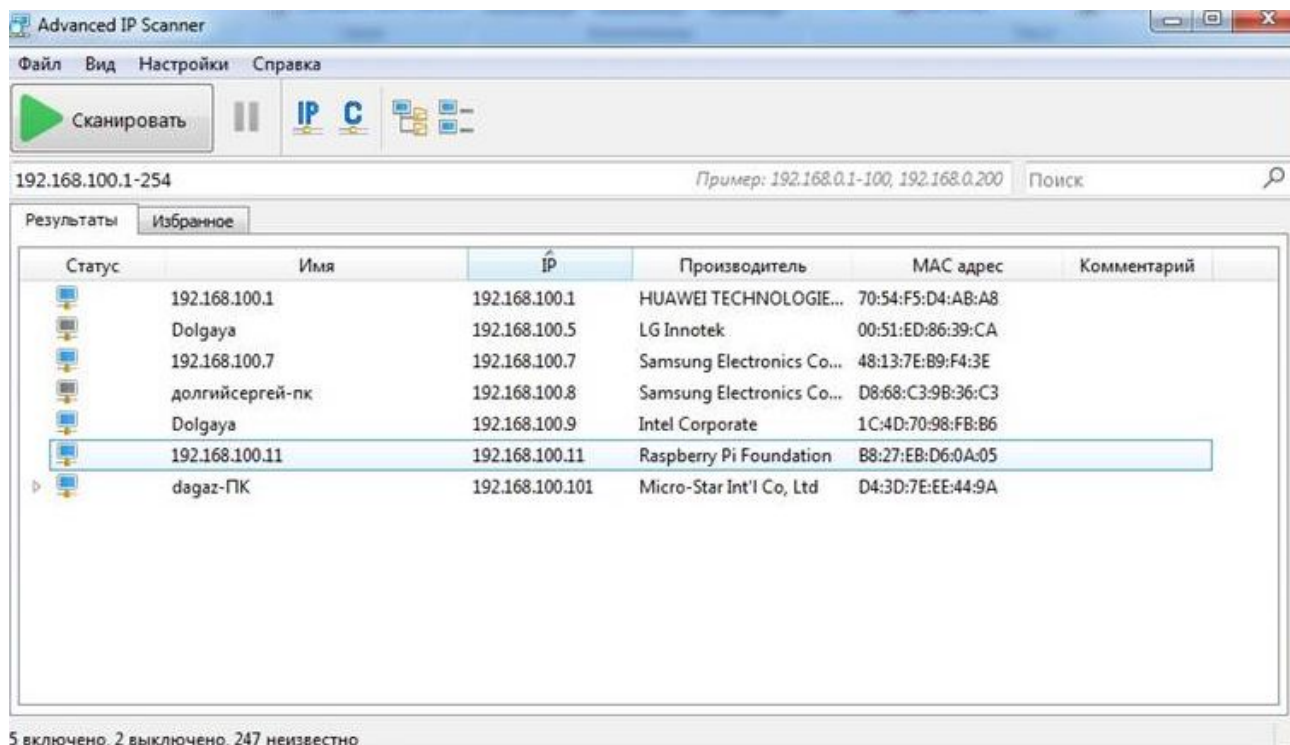 Advanced IP Scanner
Файл Вид Настройки Справка
Сканировать IP C
192.168.100.1-254 Пример: 192.168.0.1-100, 192.168.0.200 Поиск
Результаты Избранное
Статус Имя IP Производитель MAC адрес Комментарий
192.168.100.1 192.168.100.1 HUAWEI TECHNOLOGIE... 70:54:F5:D4:AB:A8
Dolgaya 192.168.100.5 LG Innotek 00:51:ED:86:39:CA
192.168.100.7 192.168.100.7 Samsung Electronics Co... 48:13:7E:B9:F4:3E
долгийсергей-пк 192.168.100.8 Samsung Electronics Co... D8:68:C3:9B:36:C3
Dolgaya 192.168.100.9 Intel Corporate 1C:4D:70:98:FB:B6
192.168.100.11 192.168.100.11 Raspberry Pi Foundation B8:27:EB:D6:0A:05
dagaz-ПК 192.168.100.101 Micro-Star Int'l Co, Ltd D4:3D:7E:EE:44:9A
5 включено, 2 выключено, 247 неизвестно